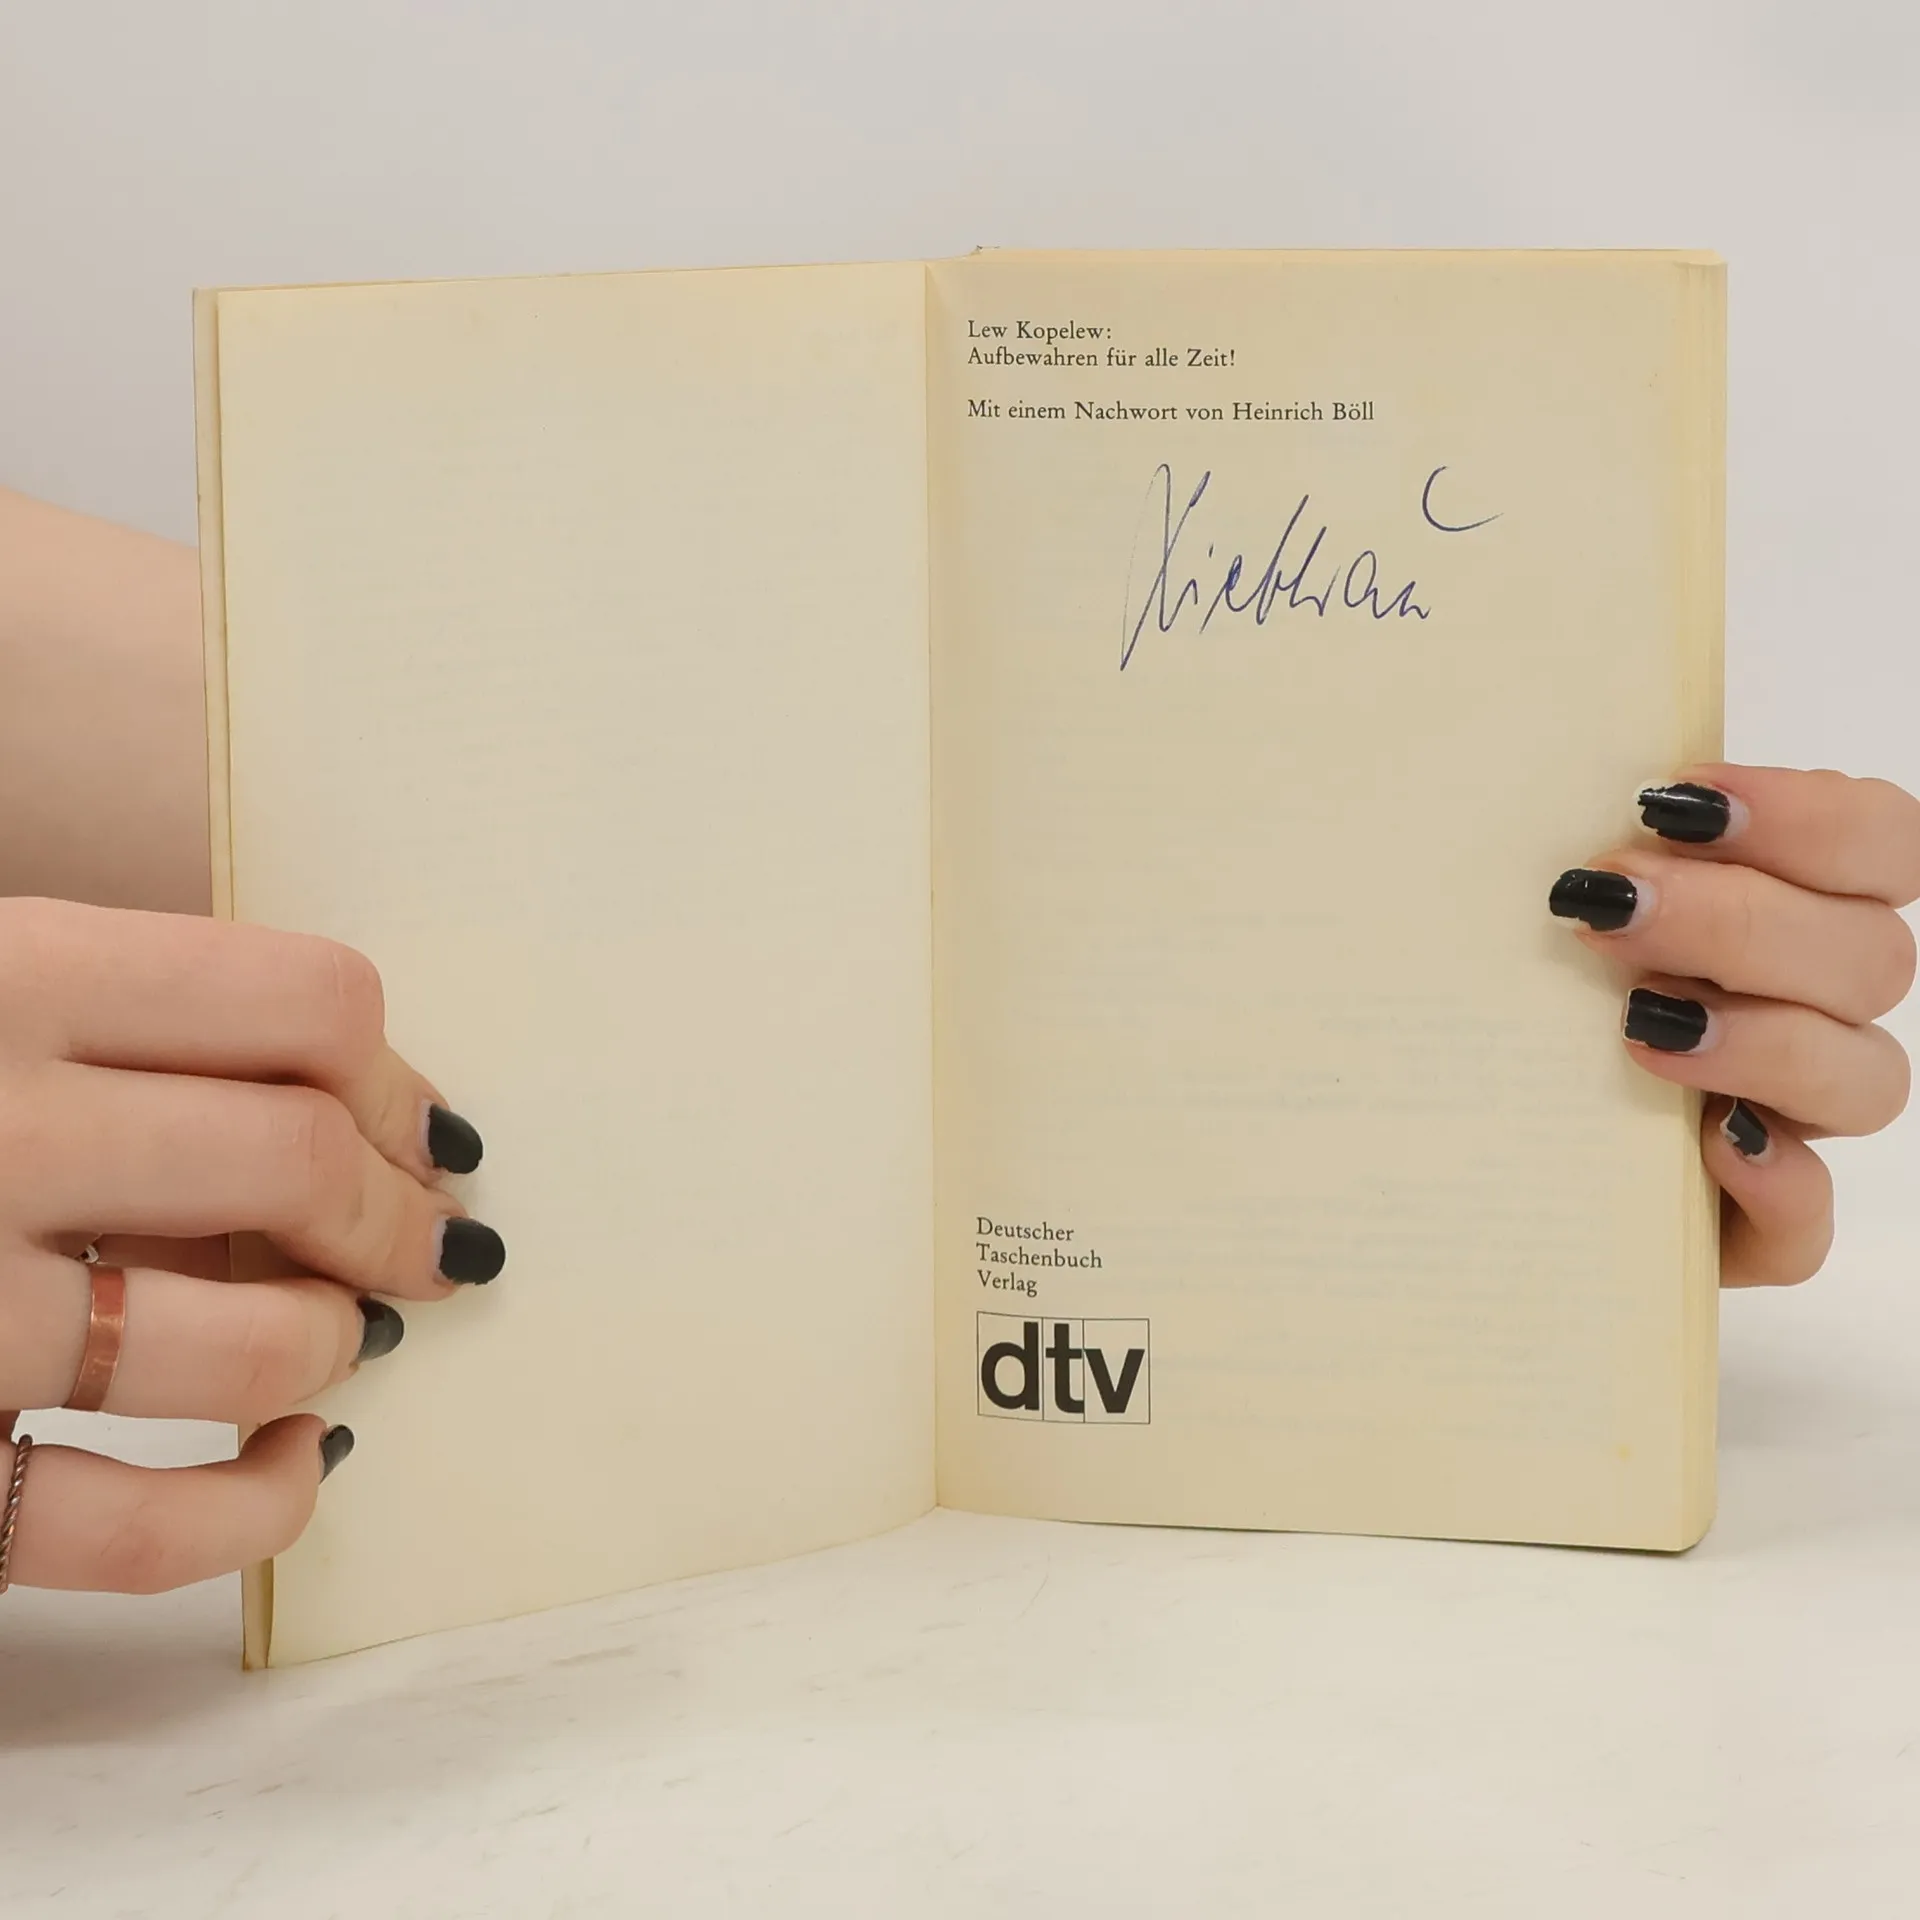 Lew Kopelew:
Aufbewahren für alle Zeit!
Mit einem Nachwort von Heinrich Böll
Deutscher
Taschenbuch
Verlag
dtv